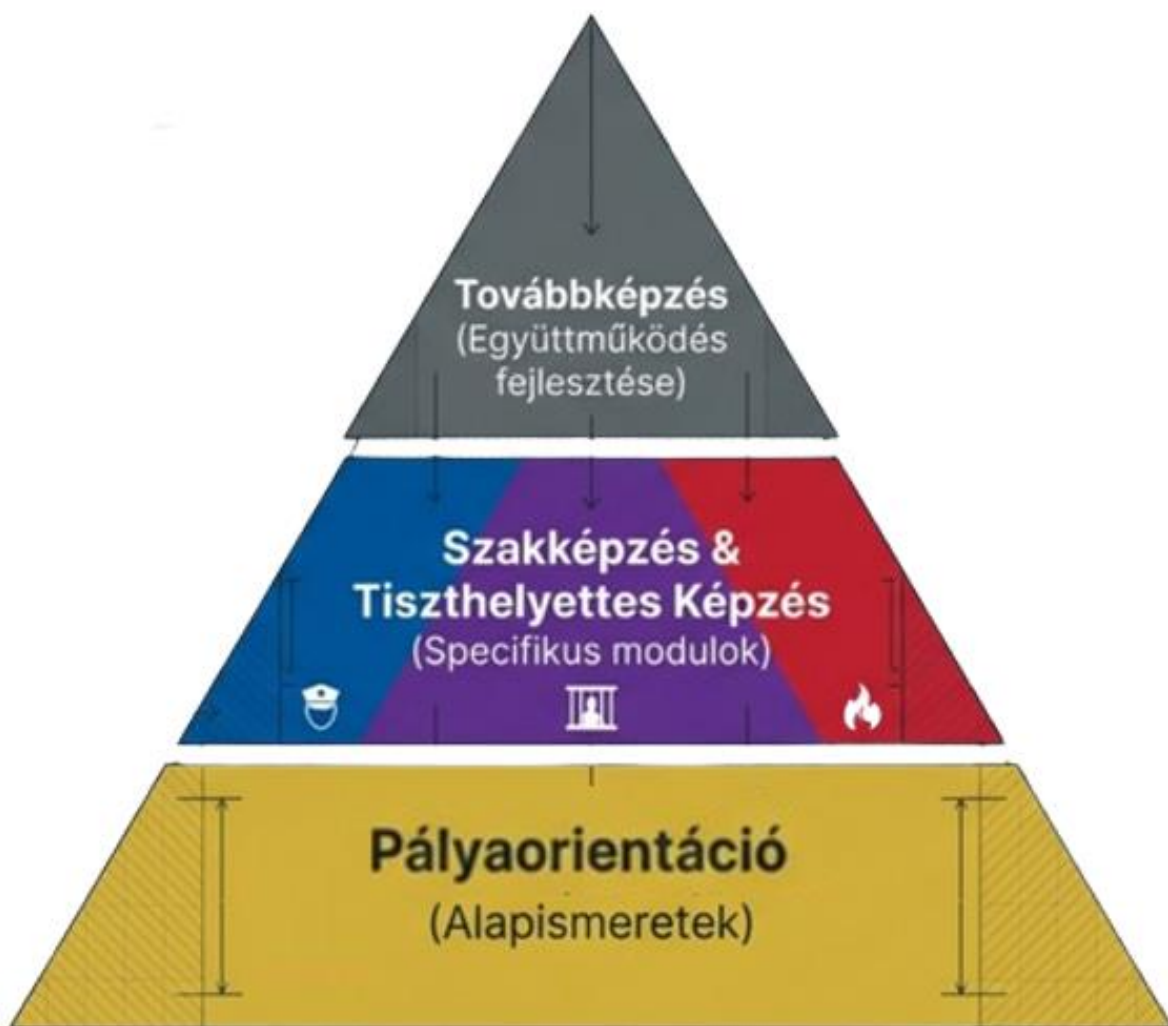 Továbbképzés
(Együttműködés
fejlesztése)
Szakképzés &
Tiszthelyettes Képzés
(Specifikus modulok)
Pályaorientáció
(Alapismeretek)